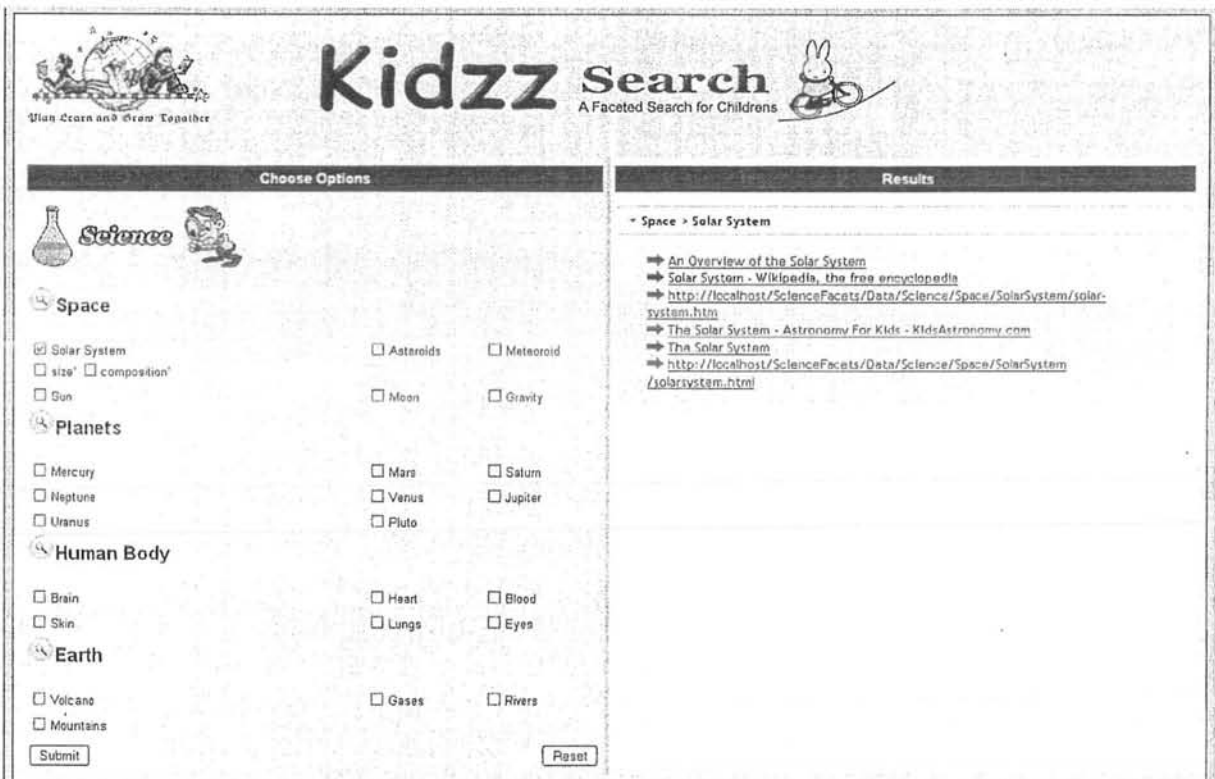 Plan Learn and Grow Together
Kidzz Search
A Faceted Search for Childrens
Choose Options
Science
Space
Solar System Asteroids Meteoroid
size' composition'
Sun Moon Gravity
Planets
Mercury Mars Saturn
Neptune Venus Jupiter
Uranus Pluto
Human Body
Brain Heart Blood
Skin Lungs Eyes
Earth
Volcano Gases Rivers
Mountains
Submit Reset
Results
Space > Solar System
An Overview of the Solar System
Solar System - Wikipedia, the free encyclopedia
http://localhost/ScienceFacets/Data/Science/Space/SolarSystem/solar-
system.htm
The Solar System - Astronomy For Kids - KidsAstronomy.com
The Solar System
http://localhost/ScienceFacets/Data/Science/Space/SolarSystem
/solarsystem.html